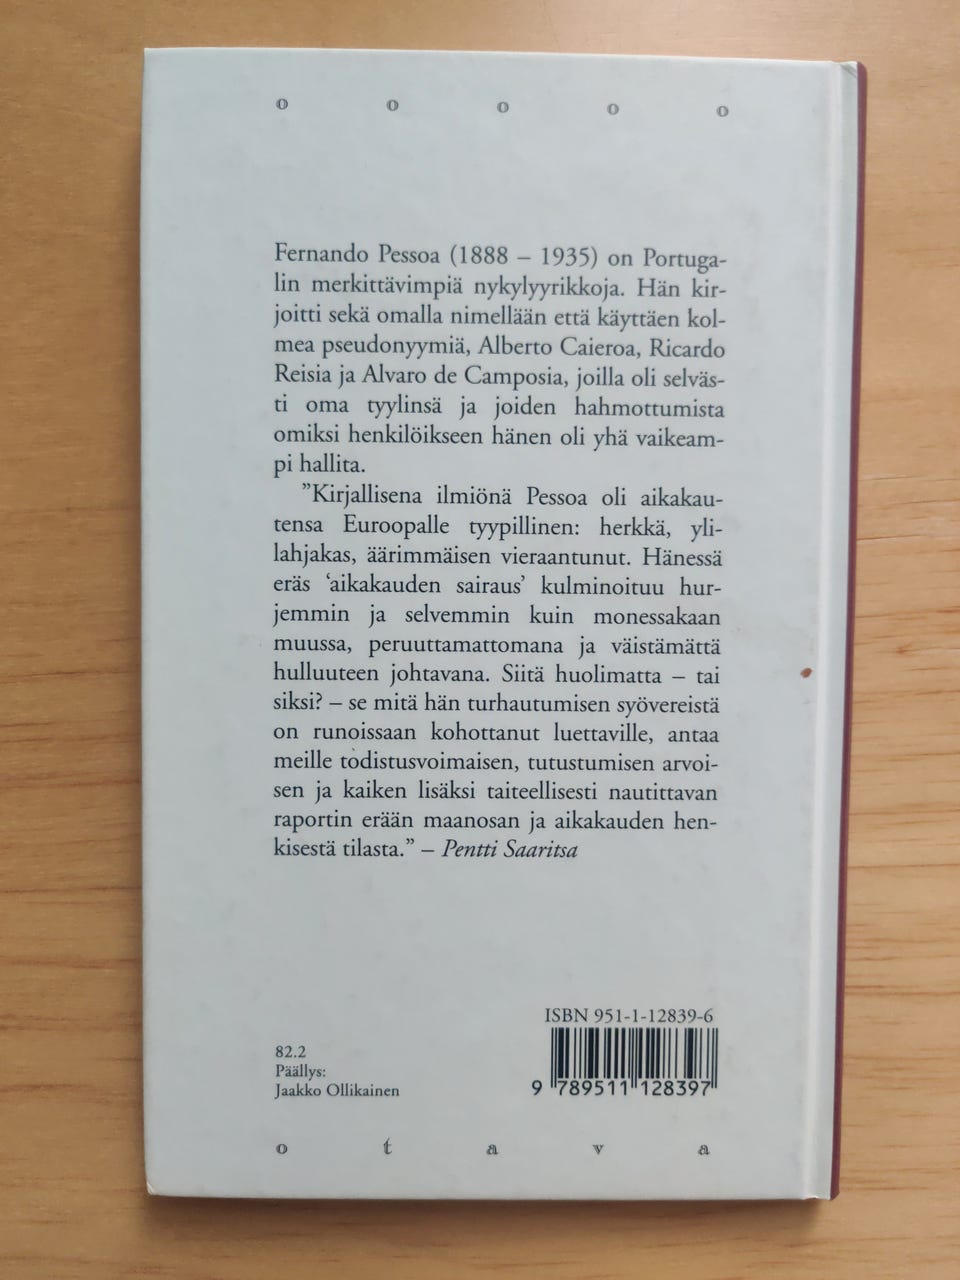 o o o o o
Fernando Pessoa (1888 – 1935) on Portuga-
lin merkittävimpiä nykylyyrikkoja. Hän kir-
joitti sekä omalla nimellään että käyttäen kol-
mea pseudonyymiä, Alberto Caieroa, Ricardo
Reisia ja Alvaro de Camposia, joilla oli selväs-
ti oma tyylinsä ja joiden hahmottumista
omiksi henkilöikseen hänen oli yhä vaikeam-
pi hallita.
”Kirjallisena ilmiönä Pessoa oli aikakau-
tensa Euroopalle tyypillinen: herkkä, yli-
lahjakas, äärimmäisen vieraantunut. Hänessä
eräs ‘aikakauden sairaus’ kulminoituu hur-
jemmin ja selvemmin kuin monessakaan
muussa, peruuttamattomana ja väistämättä
hulluuteen johtavana. Siitä huolimatta – tai
siksi? – se mitä hän turhautumisen syövereistä
on runoissaan kohottanut luettaville, antaa
meille todistusvoimaisen, tutustumisen arvoi-
sen ja kaiken lisäksi taiteellisesti nautittavan
raportin erään maanosan ja aikakauden hen-
kisestä tilasta.” – Pentti Saaritsa
ISBN 951-1-12839-6
9 789511 128397
82.2
Päällys:
Jaakko Ollikainen
o t a v a